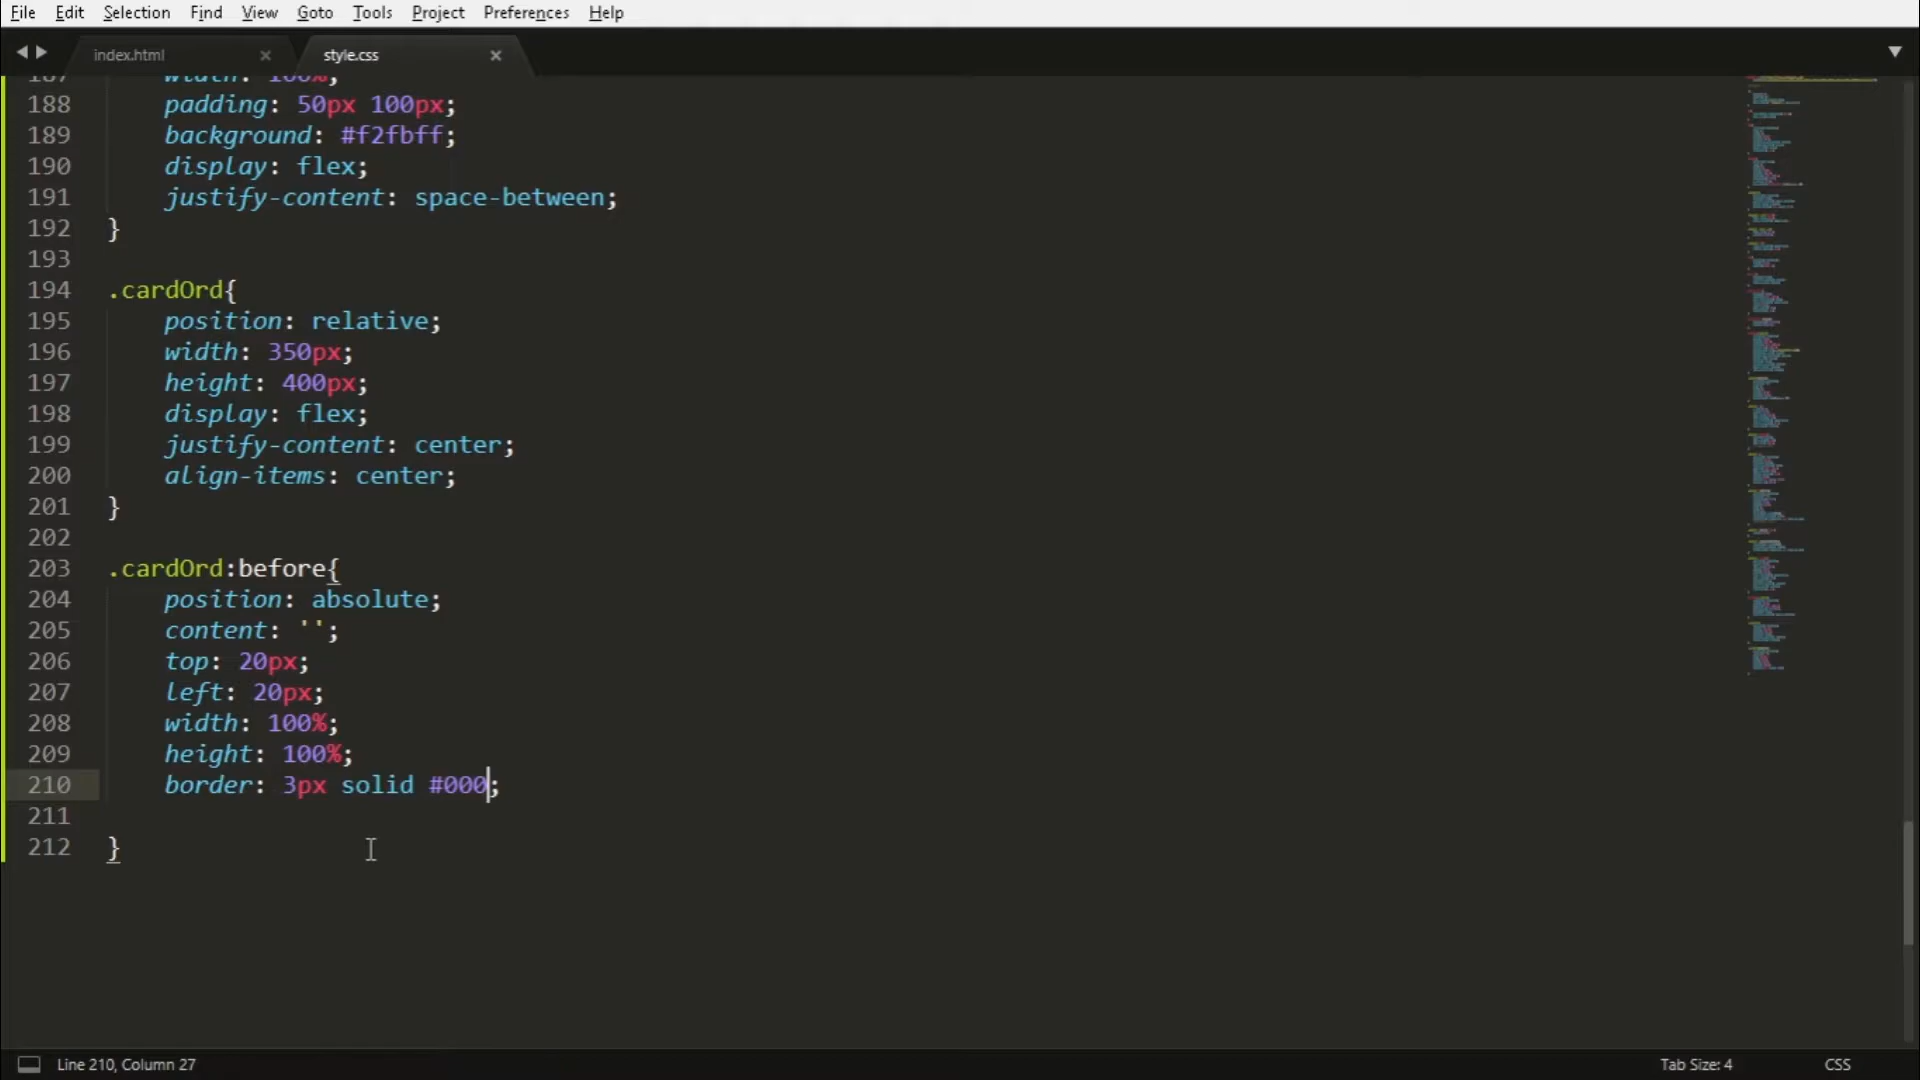 File Edit Selection Find View Goto Tools Project Preferences Help
index.html style.css
187 width: 100%;
188 padding: 50px 100px;
189 background: #f2fbff;
190 display: flex;
191 justify-content: space-between;
192 }
193
194 .cardOrd{
195 position: relative;
196 width: 350px;
197 height: 400px;
198 display: flex;
199 justify-content: center;
200 align-items: center;
201 }
202
203 .cardOrd:before{
204 position: absolute;
205 content: '';
206 top: 20px;
207 left: 20px;
208 width: 100%;
209 height: 100%;
210 border: 3px solid #000;
211
212 }
Line 210, Column 27 Tab Size: 4 CSS